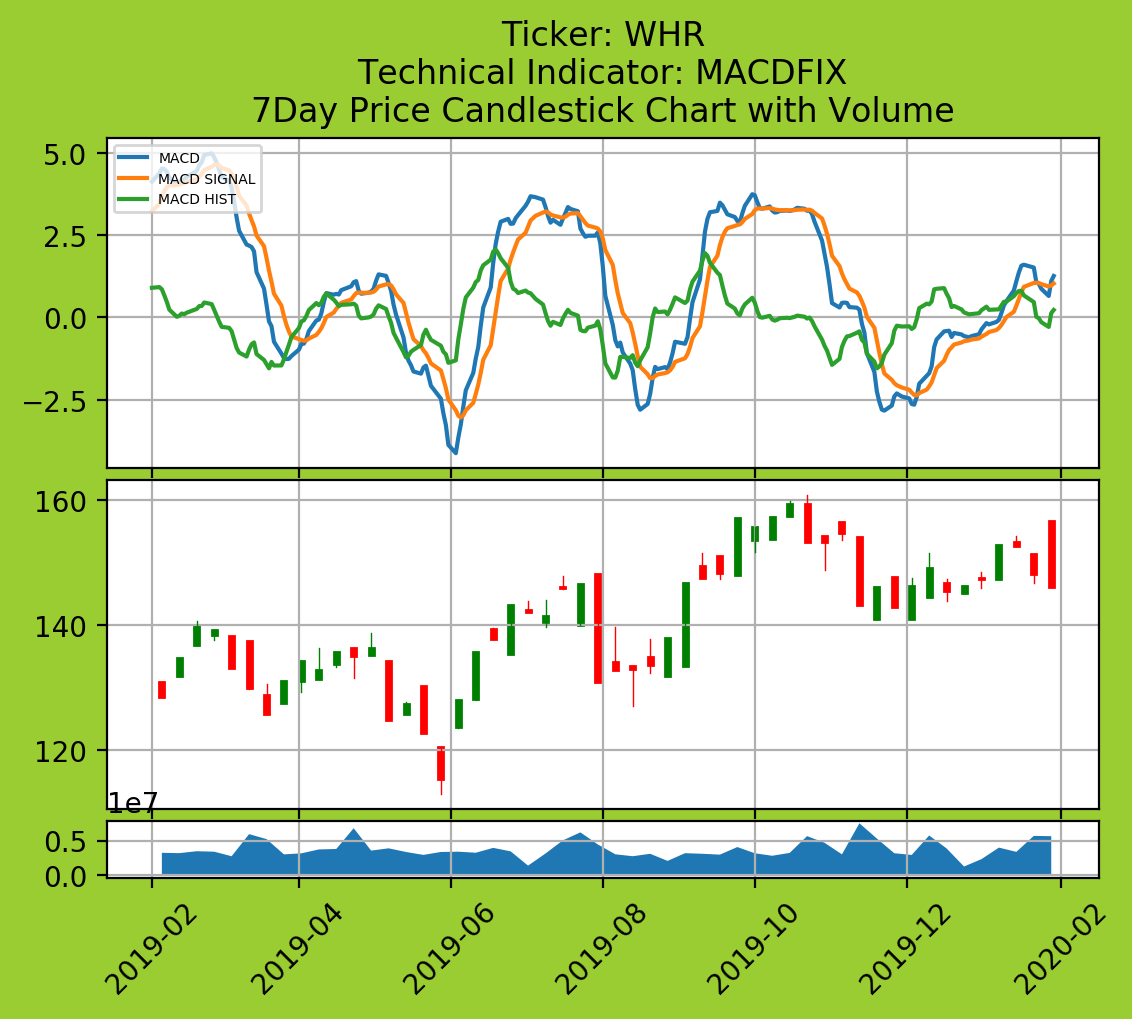 Ticker: WHR
Technical Indicator: MACDFIX
7Day Price Candlestick Chart with Volume
MACD
MACD SIGNAL
MACD HIST
5.0
2.5
0.0
−2.5
160
140
120
1e7
0.5
0.0
2019-02
2019-04
2019-06
2019-08
2019-10
2019-12
2020-02